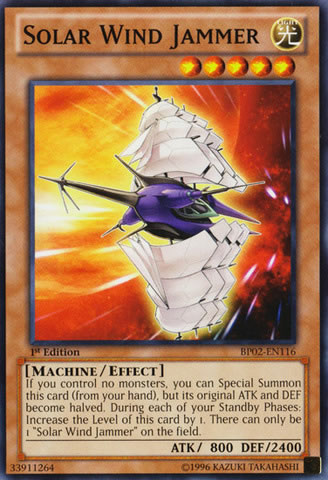 SOLAR WIND JAMMER
光
1st Edition
BP02-EN116
[MACHINE / EFFECT]
If you control no monsters, you can Special Summon
this card (from your hand), but its original ATK and DEF
become halved. During each of your Standby Phases:
Increase the Level of this card by 1. There can only be
1 "Solar Wind Jammer" on the field.
ATK/ 800 DEF/2400
33911264 ©1996 KAZUKI TAKAHASHI